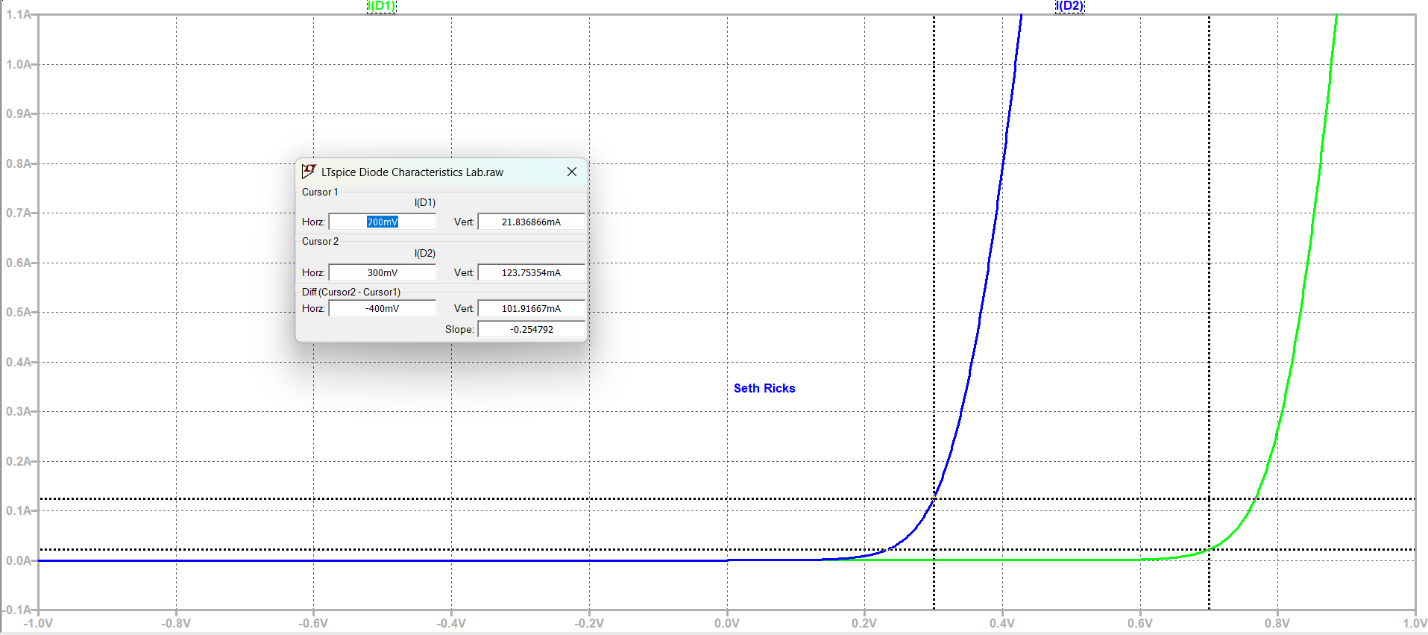 I(D1) I(D2)
1.1A
1.0A
0.9A
0.8A
0.7A
0.6A
0.5A
0.4A
0.3A
0.2A
0.1A
0.0A
-0.1A
LTspice Diode Characteristics Lab.raw
Cursor 1
I(D1)
Horz: 700mV Vert: 21.836866mA
Cursor 2
I(D2)
Horz: 300mV Vert: 123.75354mA
Diff (Cursor2 - Cursor1)
Horz: -400mV Vert: 101.91667mA
Slope: -0.254792
Seth Ricks
-1.0V -0.8V -0.6V -0.4V -0.2V 0.0V 0.2V 0.4V 0.6V 0.8V 1.0V